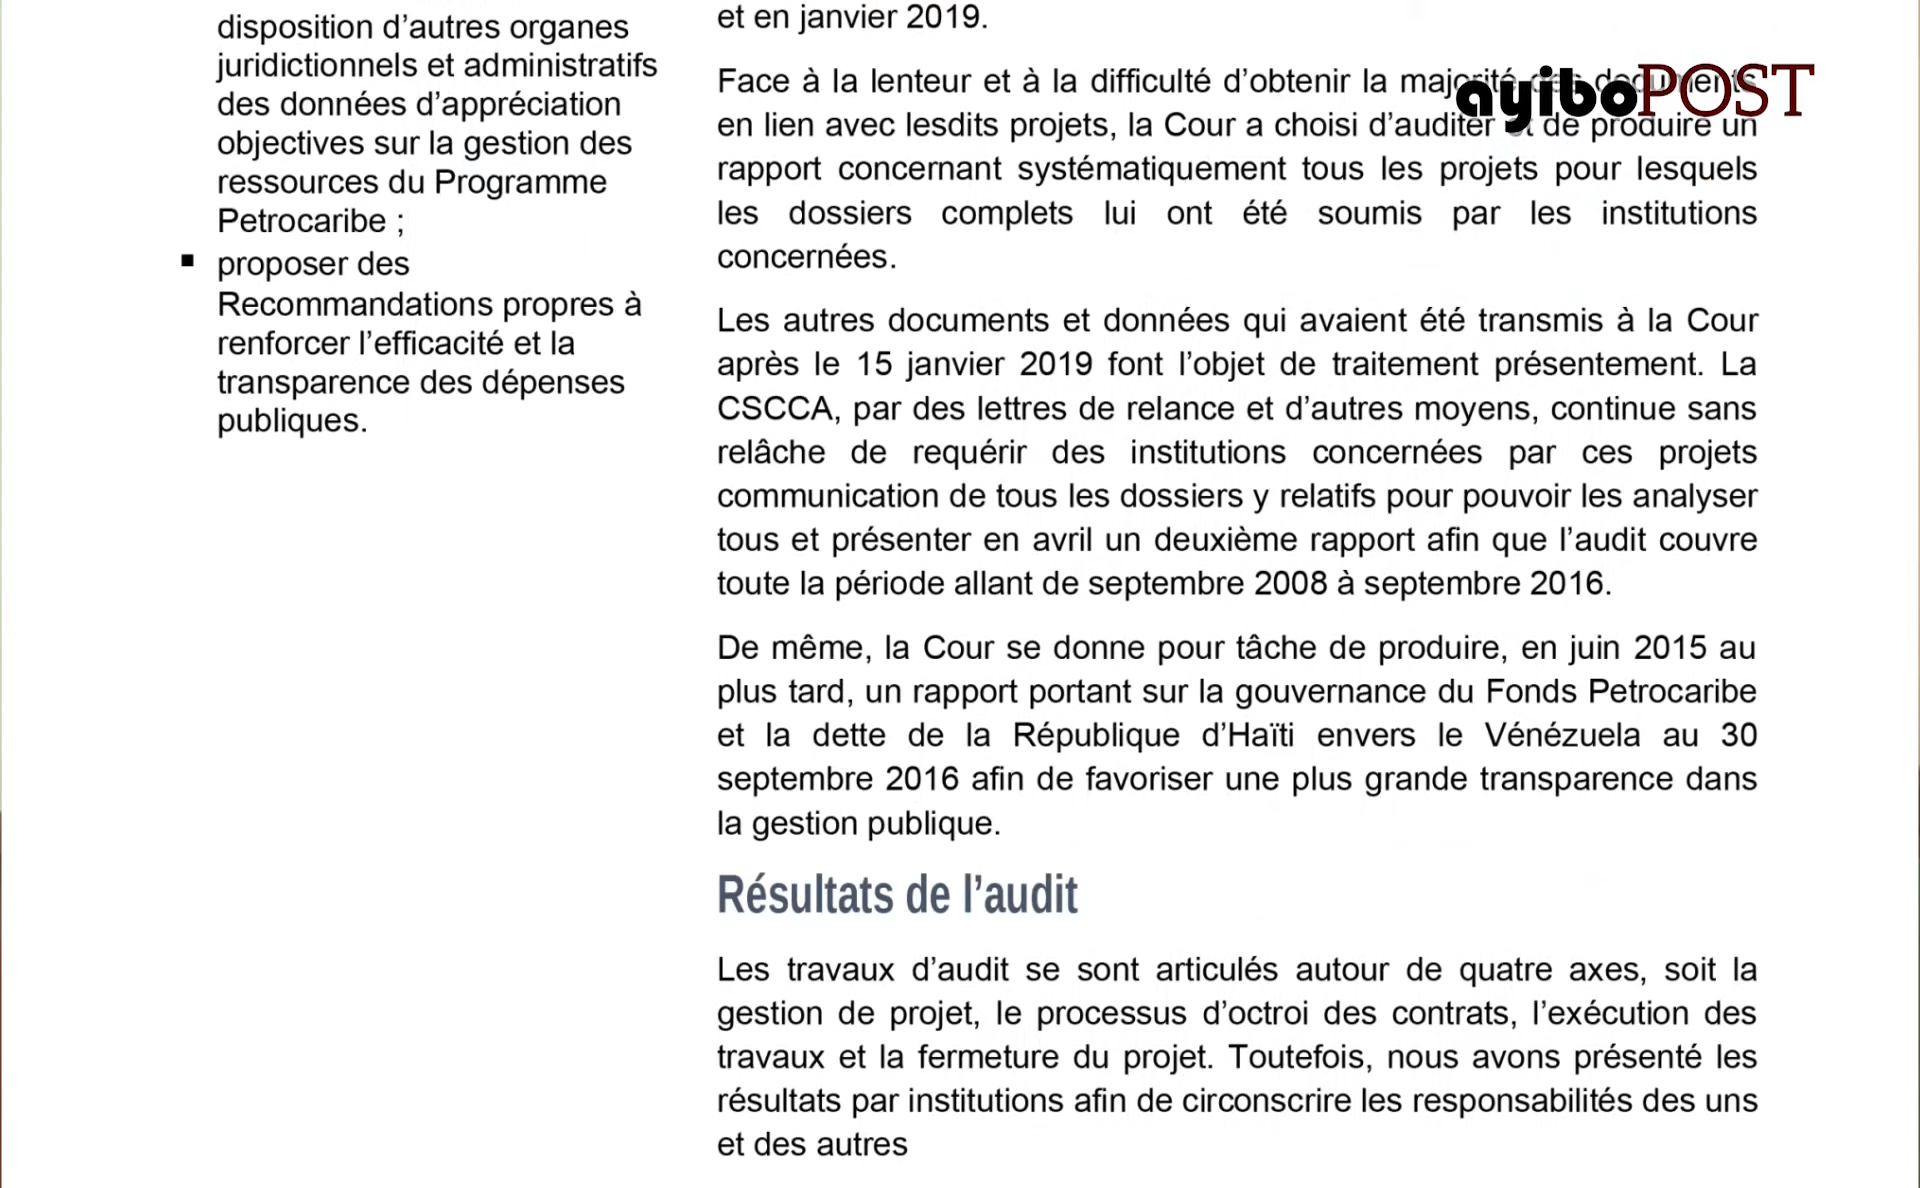 disposition d’autres organes
juridictionnels et administratifs
des données d’appréciation
objectives sur la gestion des
ressources du Programme
Petrocaribe ;
▪ proposer des
Recommandations propres à
renforcer l’efficacité et la
transparence des dépenses
publiques.
et en janvier 2019.
Face à la lenteur et à la difficulté d’obtenir la majorité des documents
en lien avec lesdits projets, la Cour a choisi d’auditer et de produire un
rapport concernant systématiquement tous les projets pour lesquels
les dossiers complets lui ont été soumis par les institutions
concernées.
Les autres documents et données qui avaient été transmis à la Cour
après le 15 janvier 2019 font l’objet de traitement présentement. La
CSCCA, par des lettres de relance et d’autres moyens, continue sans
relâche de requérir des institutions concernées par ces projets
communication de tous les dossiers y relatifs pour pouvoir les analyser
tous et présenter en avril un deuxième rapport afin que l’audit couvre
toute la période allant de septembre 2008 à septembre 2016.
De même, la Cour se donne pour tâche de produire, en juin 2015 au
plus tard, un rapport portant sur la gouvernance du Fonds Petrocaribe
et la dette de la République d’Haïti envers le Vénézuela au 30
septembre 2016 afin de favoriser une plus grande transparence dans
la gestion publique.
Résultats de l’audit
Les travaux d’audit se sont articulés autour de quatre axes, soit la
gestion de projet, le processus d’octroi des contrats, l’exécution des
travaux et la fermeture du projet. Toutefois, nous avons présenté les
résultats par institutions afin de circonscrire les responsabilités des uns
et des autres
ayiboPOST